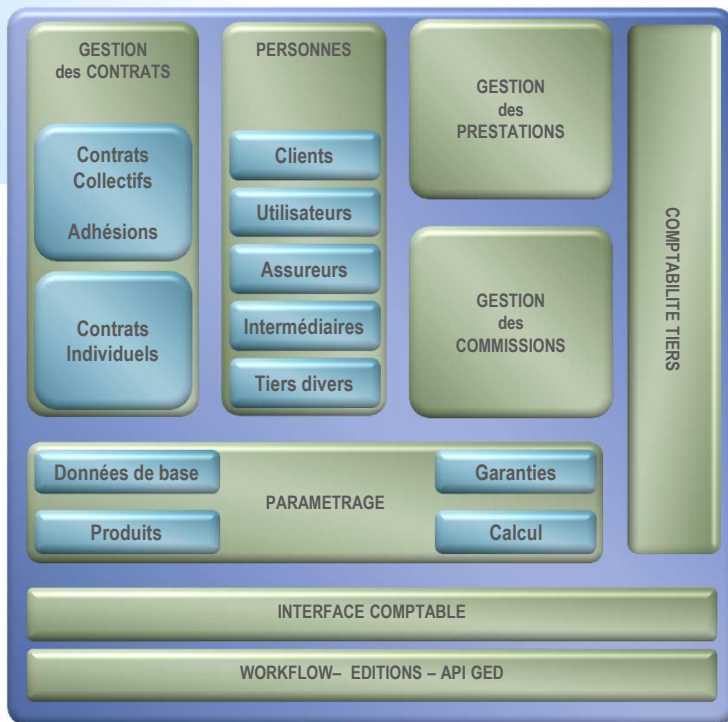 GESTION
des CONTRATS
Contrats
Collectifs
Adhésions
Contrats
Individuels
PERSONNES
Clients
Utilisateurs
Assureurs
Intermédiaires
Tiers divers
GESTION
des
PRESTATIONS
GESTION
des
COMMISSIONS
COMPTABILITE TIERS
Données de base
Produits
PARAMETRAGE
Garanties
Calcul
INTERFACE COMPTABLE
WORKFLOW– EDITIONS – API GED